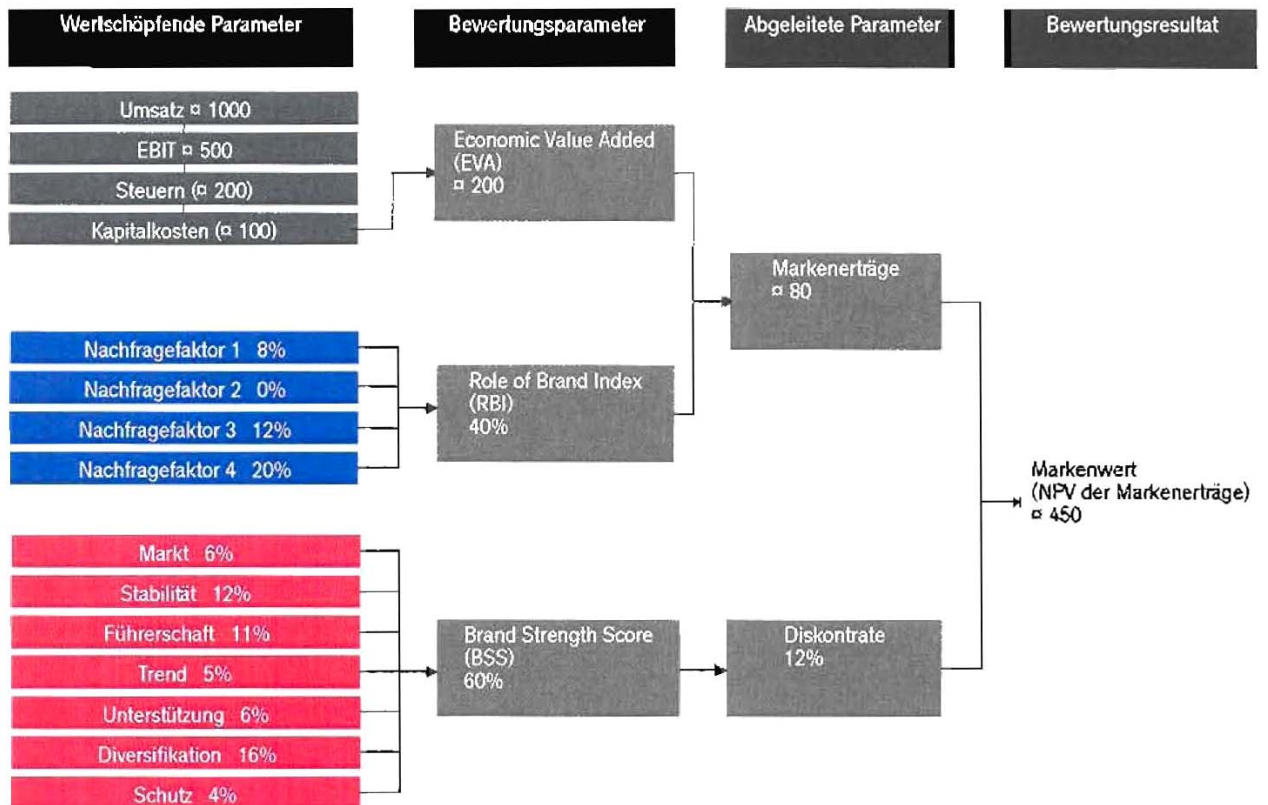 Wertschöpfende Parameter
Bewertungsparameter
Abgeleitete Parameter
Bewertungsresultat
Umsatz ¤ 1000
EBIT ¤ 500
Steuern (¤ 200)
Kapitalkosten (¤ 100)
Economic Value Added
(EVA)
¤ 200
Markenerträge
¤ 80
Nachfragefaktor 1 8%
Nachfragefaktor 2 0%
Nachfragefaktor 3 12%
Nachfragefaktor 4 20%
Role of Brand Index
(RBI)
40%
Markenwert
(NPV der Markenerträge)
¤ 450
Markt 6%
Stabilität 12%
Führerschaft 11%
Trend 5%
Unterstützung 6%
Diversifikation 16%
Schutz 4%
Brand Strength Score
(BSS)
60%
Diskontrate
12%